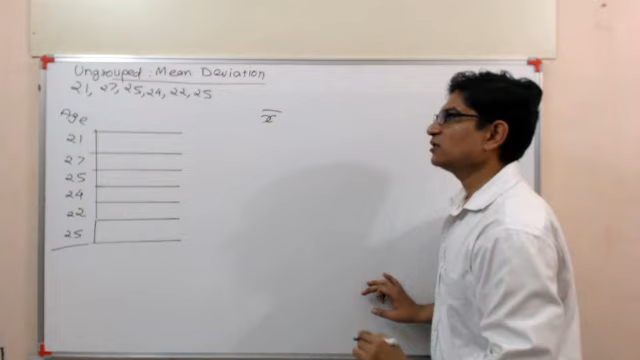 Ungrouped : Mean Deviation
21, 27, 25, 24, 22, 25
Age
x̅
21
27
25
24
22
25